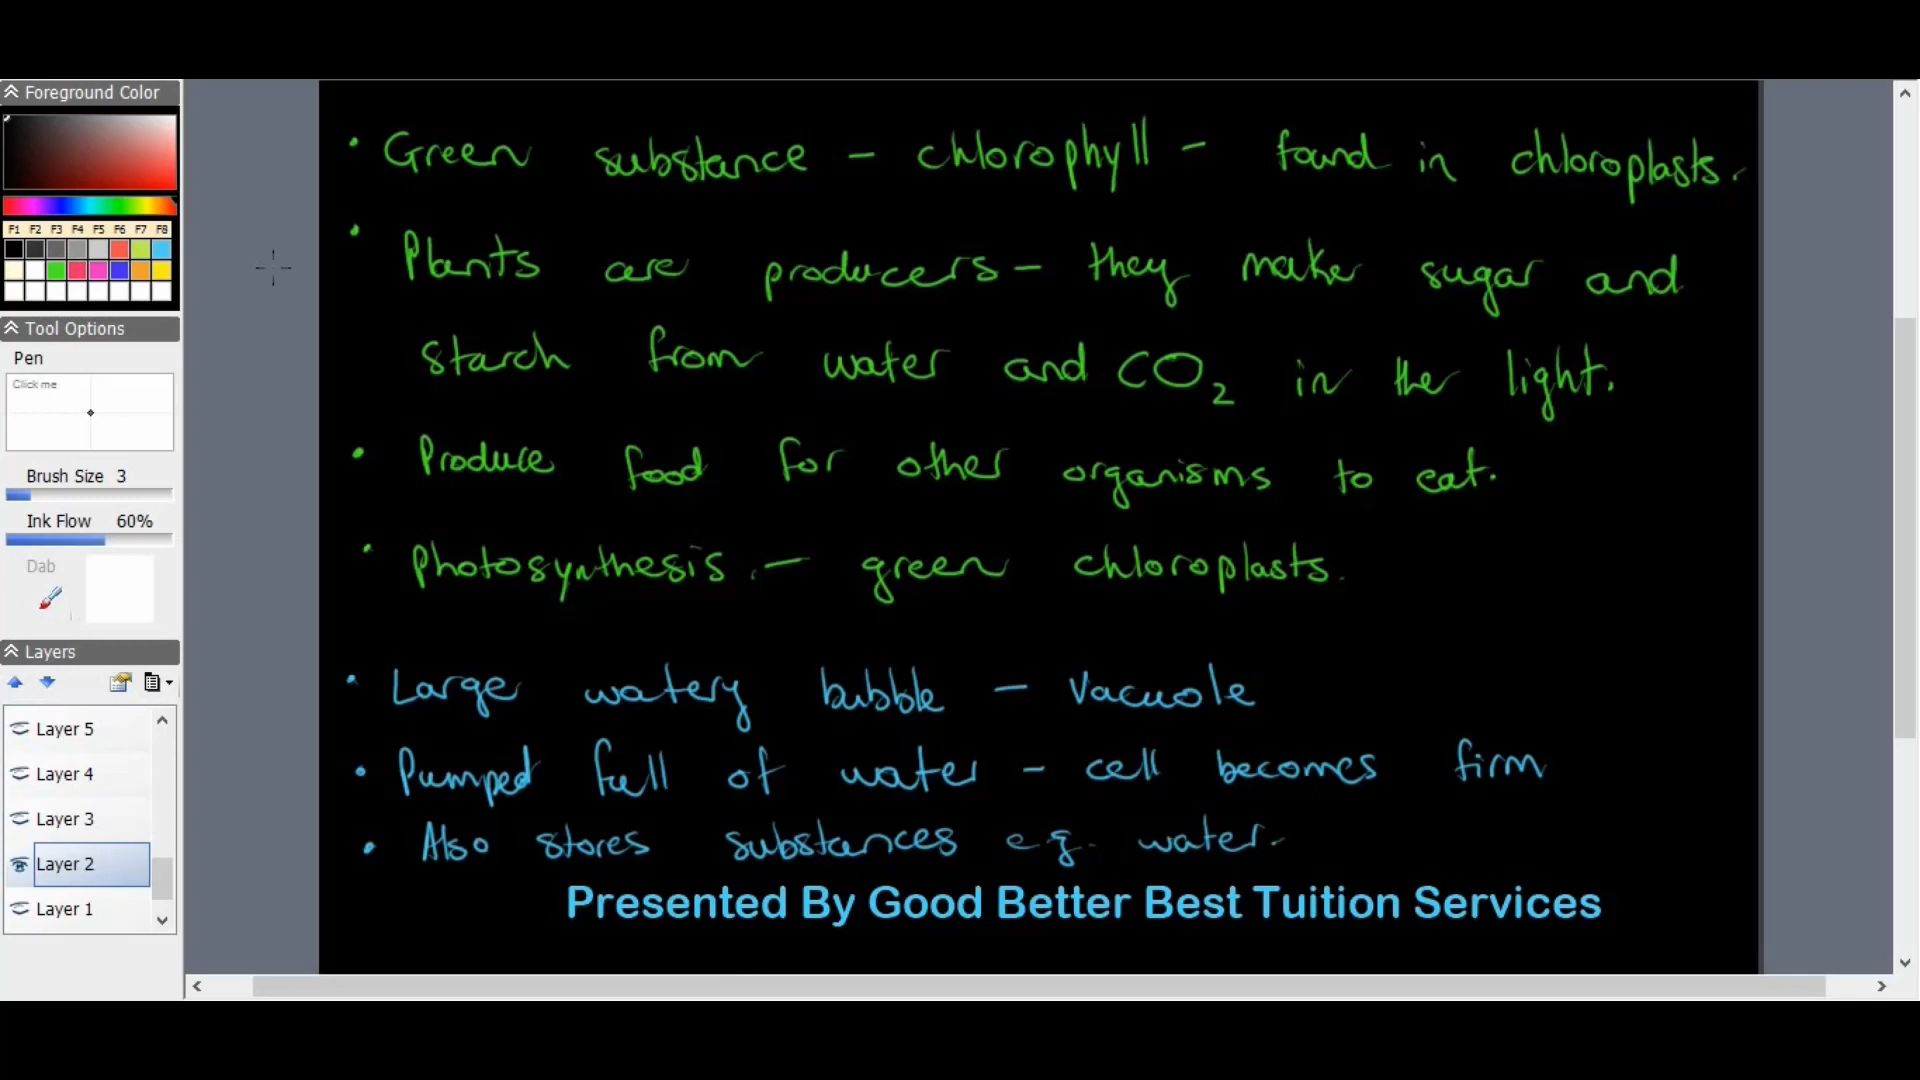 Foreground Color
F1 F2 F3 F4 F5 F6 F7 F8
Tool Options
Pen
Click me
Brush Size 3
Ink Flow 60%
Dab
Layers
Layer 5
Layer 4
Layer 3
Layer 2
Layer 1
• Green substance - chlorophyll - found in chloroplasts.
• Plants are producers - they make sugar and
starch from water and CO2 in the light.
• Produce food for other organisms to eat.
• Photosynthesis. - green chloroplasts.
• Large watery bubble - Vacuole
• Pumped full of water - cell becomes firm
• Also stores substances e.g. water.
Presented By Good Better Best Tuition Services